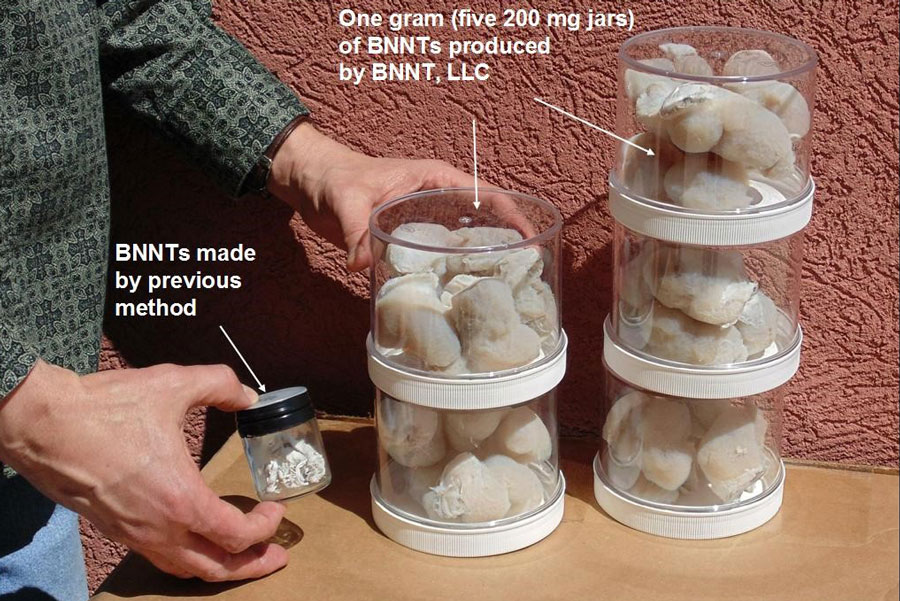 One gram (five 200 mg jars)
of BNNTs produced
by BNNT, LLC
BNNTs made
by previous
method